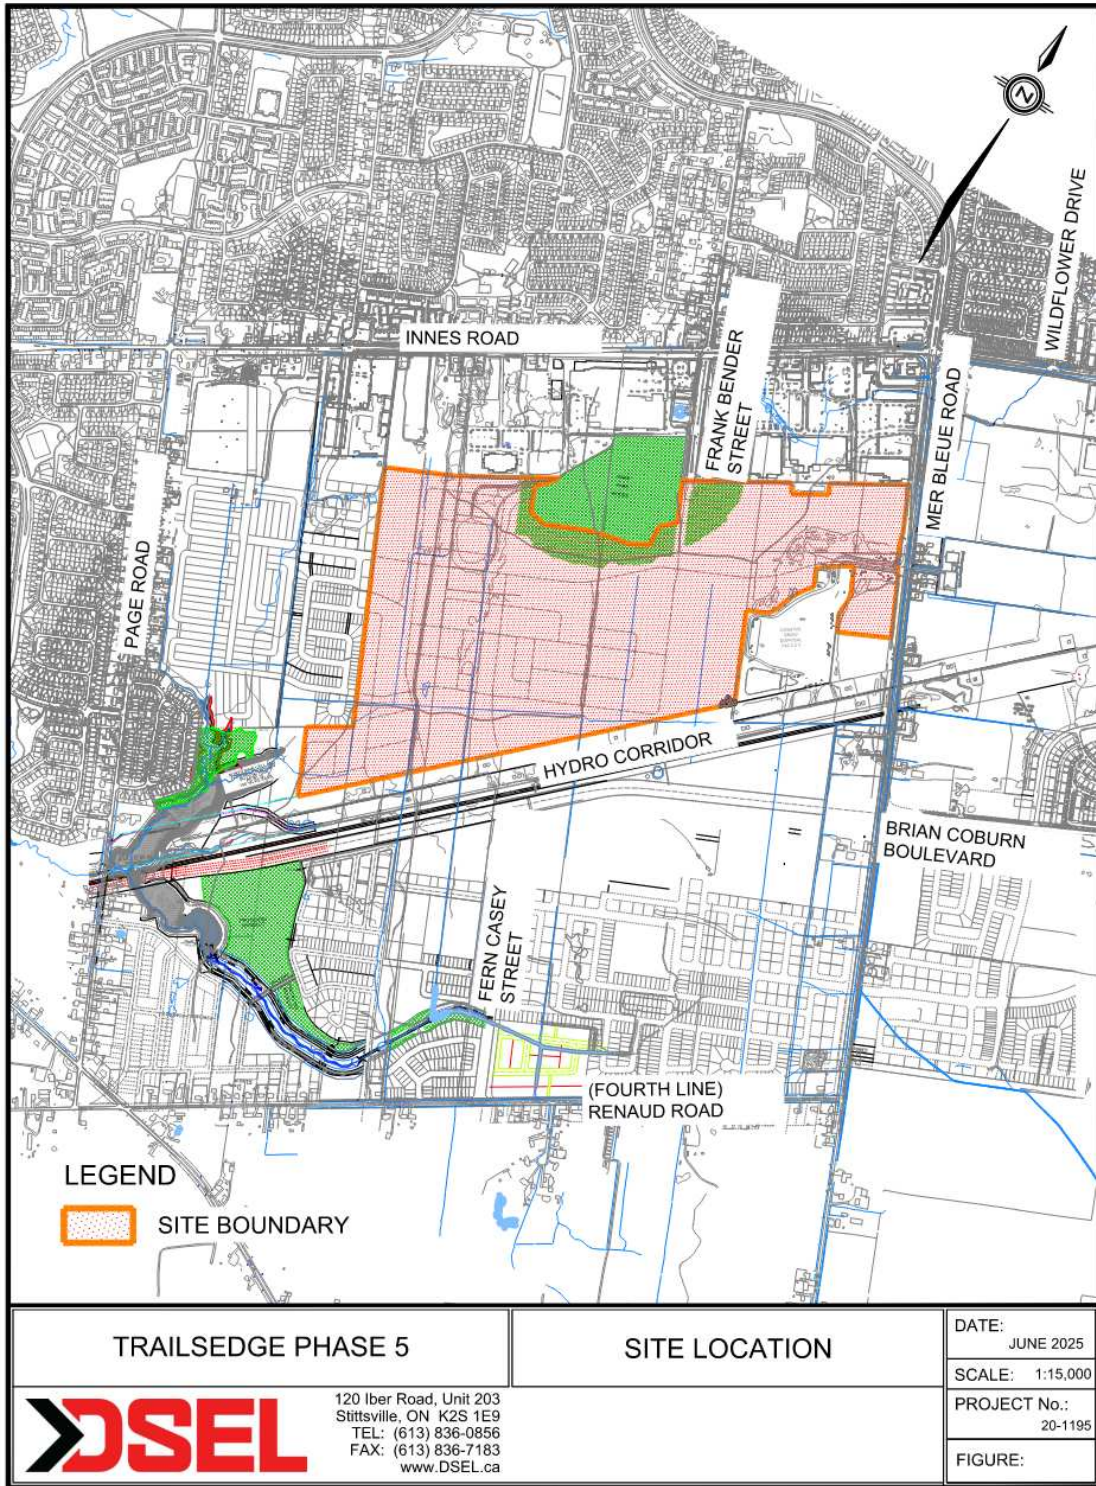 N
WILDFLOWER DRIVE
INNES ROAD
FRANK BENDER
STREET
MER BLEUE ROAD
PAGE ROAD
HYDRO CORRIDOR
BRIAN COBURN
BOULEVARD
FERN CASEY
STREET
(FOURTH LINE)
RENAUD ROAD
LEGEND
SITE BOUNDARY
TRAILSEDGE PHASE 5
SITE LOCATION
DATE:
JUNE 2025
SCALE: 1:15,000
PROJECT No.:
20-1195
FIGURE:
DSEL
120 Iber Road, Unit 203
Stittsville, ON K2S 1E9
TEL: (613) 836-0856
FAX: (613) 836-7183
www.DSEL.ca